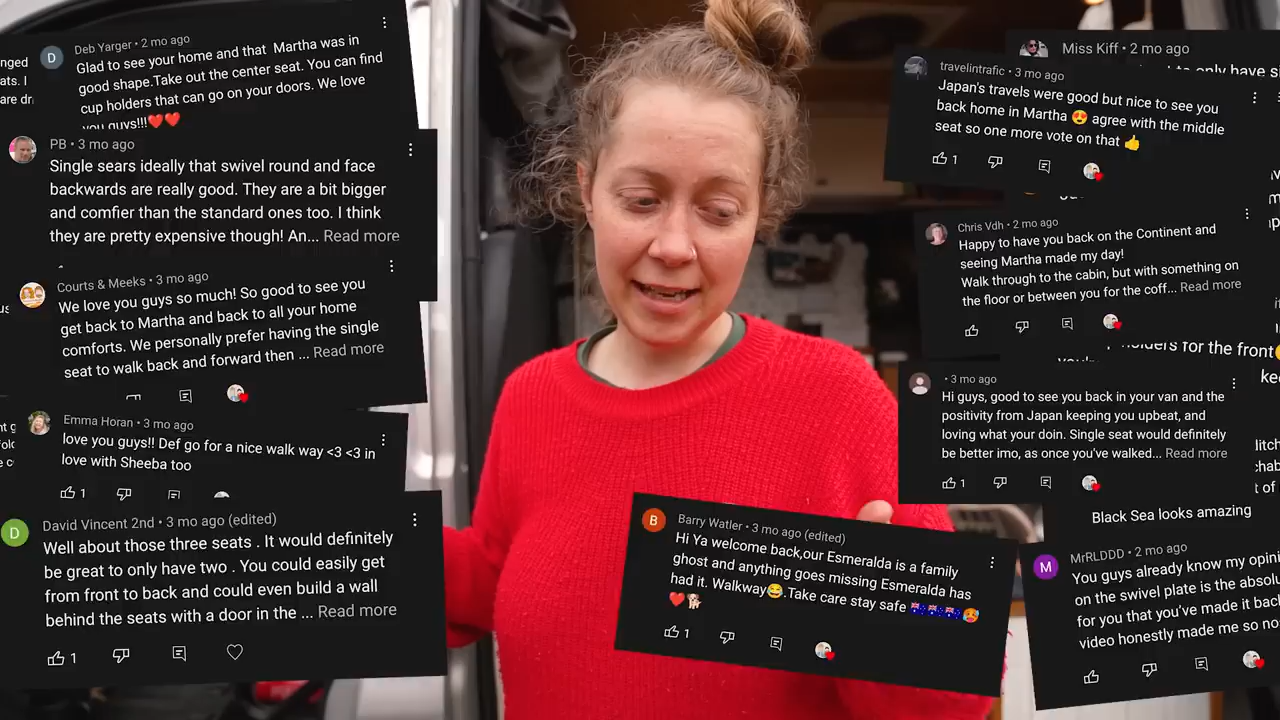 nged
ats. I
are dr
D
Deb Yarger • 2 mo ago
Glad to see your home and that Martha was in
good shape.Take out the center seat. You can find
cup holders that can go on your doors. We love
you guys!!!❤️❤️
PB • 3 mo ago
Single sears ideally that swivel round and face
backwards are really good. They are a bit bigger
and comfier than the standard ones too. I think
they are pretty expensive though! An... Read more
Courts & Meeks • 3 mo ago
We love you guys so much! So good to see you
get back to Martha and back to all your home
comforts. We personally prefer having the single
seat to walk back and forward then ... Read more
Emma Horan • 3 mo ago
love you guys!! Def go for a nice walk way <3 <3 in
love with Sheeba too
1
D
David Vincent 2nd • 3 mo ago (edited)
Well about those three seats . It would definitely
be great to only have two . You could easily get
from front to back and could even build a wall
behind the seats with a door in the ... Read more
1
B
Barry Watler • 3 mo ago (edited)
Hi Ya welcome back,our Esmeralda is a family
ghost and anything goes missing Esmeralda has
had it. Walkway😂.Take care stay safe 🇦🇺🇦🇺🇦🇺🥵
❤️🐕
1
Miss Kiff • 2 mo ago
to only have si
travelintrafic • 3 mo ago
Japan's travels were good but nice to see you
back home in Martha 😍 agree with the middle
seat so one more vote on that 👍
1
Chris Vdh • 2 mo ago
Happy to have you back on the Continent and
seeing Martha made my day!
Walk through to the cabin, but with something on
the floor or between you for the coff... Read more
holders for the front
• 3 mo ago
Hi guys, good to see you back in your van and the
positivity from Japan keeping you upbeat, and
loving what your doin. Single seat would definitely
be better imo, as once you've walked... Read more
1
Black Sea looks amazing
M
MrRLDDD • 2 mo ago
You guys already know my opini
on the swivel plate is the absolu
for you that you've made it back
video honestly made me so no